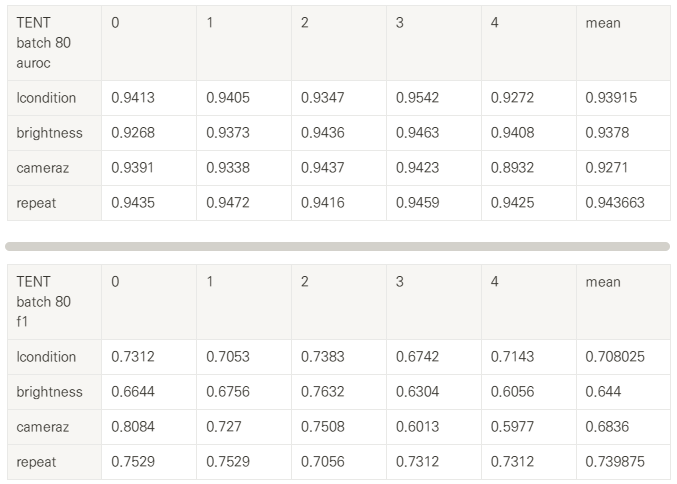 TENT batch 80 auroc 0 1 2 3 4 mean
lcondition 0.9413 0.9405 0.9347 0.9542 0.9272 0.93915
brightness 0.9268 0.9373 0.9436 0.9463 0.9408 0.9378
cameraz 0.9391 0.9338 0.9437 0.9423 0.8932 0.9271
repeat 0.9435 0.9472 0.9416 0.9459 0.9425 0.943663
TENT batch 80 f1 0 1 2 3 4 mean
lcondition 0.7312 0.7053 0.7383 0.6742 0.7143 0.708025
brightness 0.6644 0.6756 0.7632 0.6304 0.6056 0.644
cameraz 0.8084 0.727 0.7508 0.6013 0.5977 0.6836
repeat 0.7529 0.7529 0.7056 0.7312 0.7312 0.739875